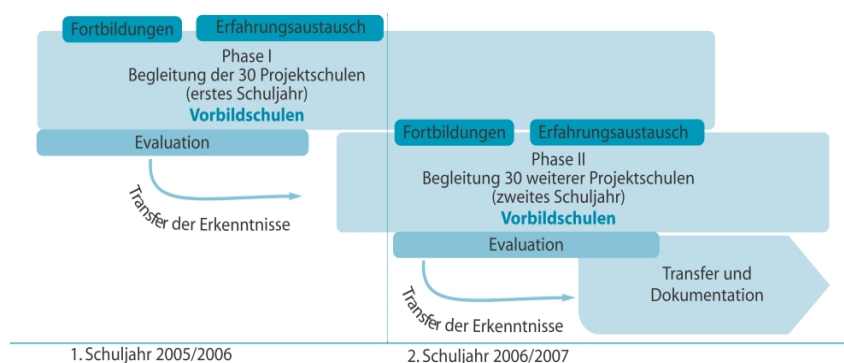 Fortbildungen
Erfahrungsaustausch
Phase I
Begleitung der 30 Projektschulen
(erstes Schuljahr)
Vorbildschulen
Evaluation
Transfer der Erkenntnisse
Fortbildungen
Erfahrungsaustausch
Phase II
Begleitung 30 weiterer Projektschulen
(zweites Schuljahr)
Vorbildschulen
Evaluation
Transfer der Erkenntnisse
Transfer und
Dokumentation
1. Schuljahr 2005/2006
2. Schuljahr 2006/2007